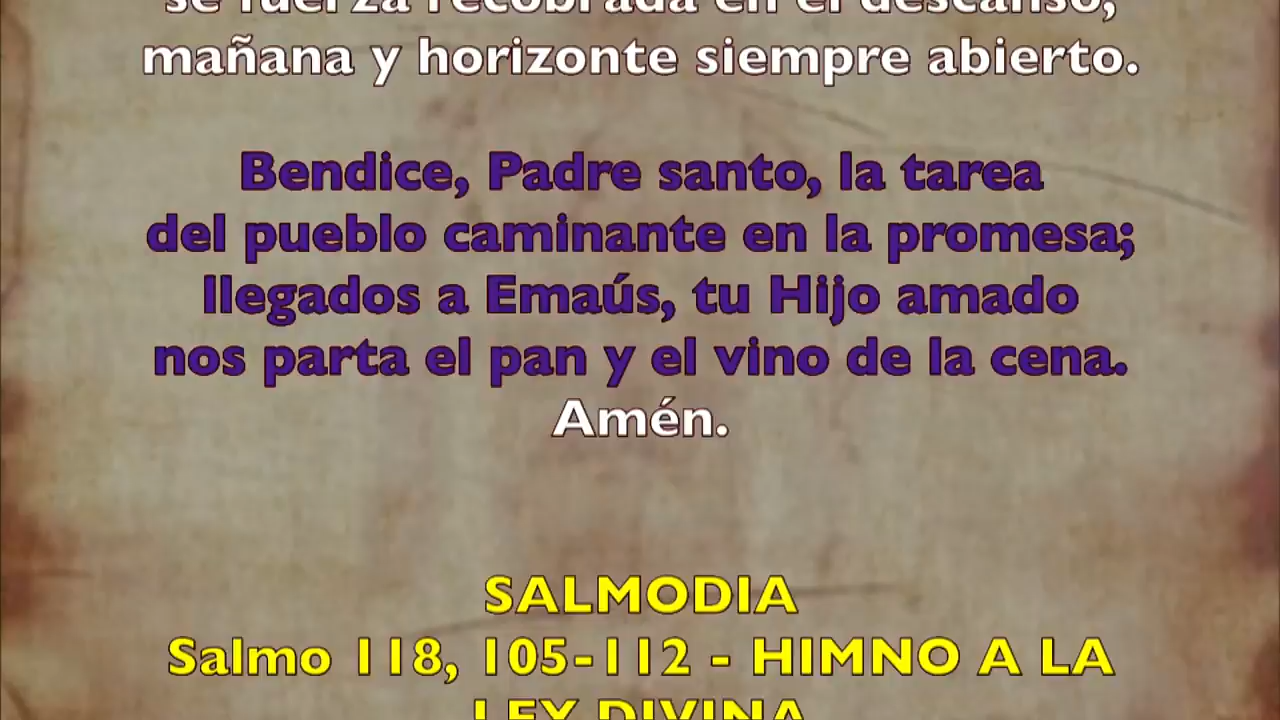 se fuerza recobrada en el descanso,
mañana y horizonte siempre abierto.
Bendice, Padre santo, la tarea
del pueblo caminante en la promesa;
llegados a Emaús, tu Hijo amado
nos parta el pan y el vino de la cena.
Amén.
SALMODIA
Salmo 118, 105-112 - HIMNO A LA
LEY DIVINA